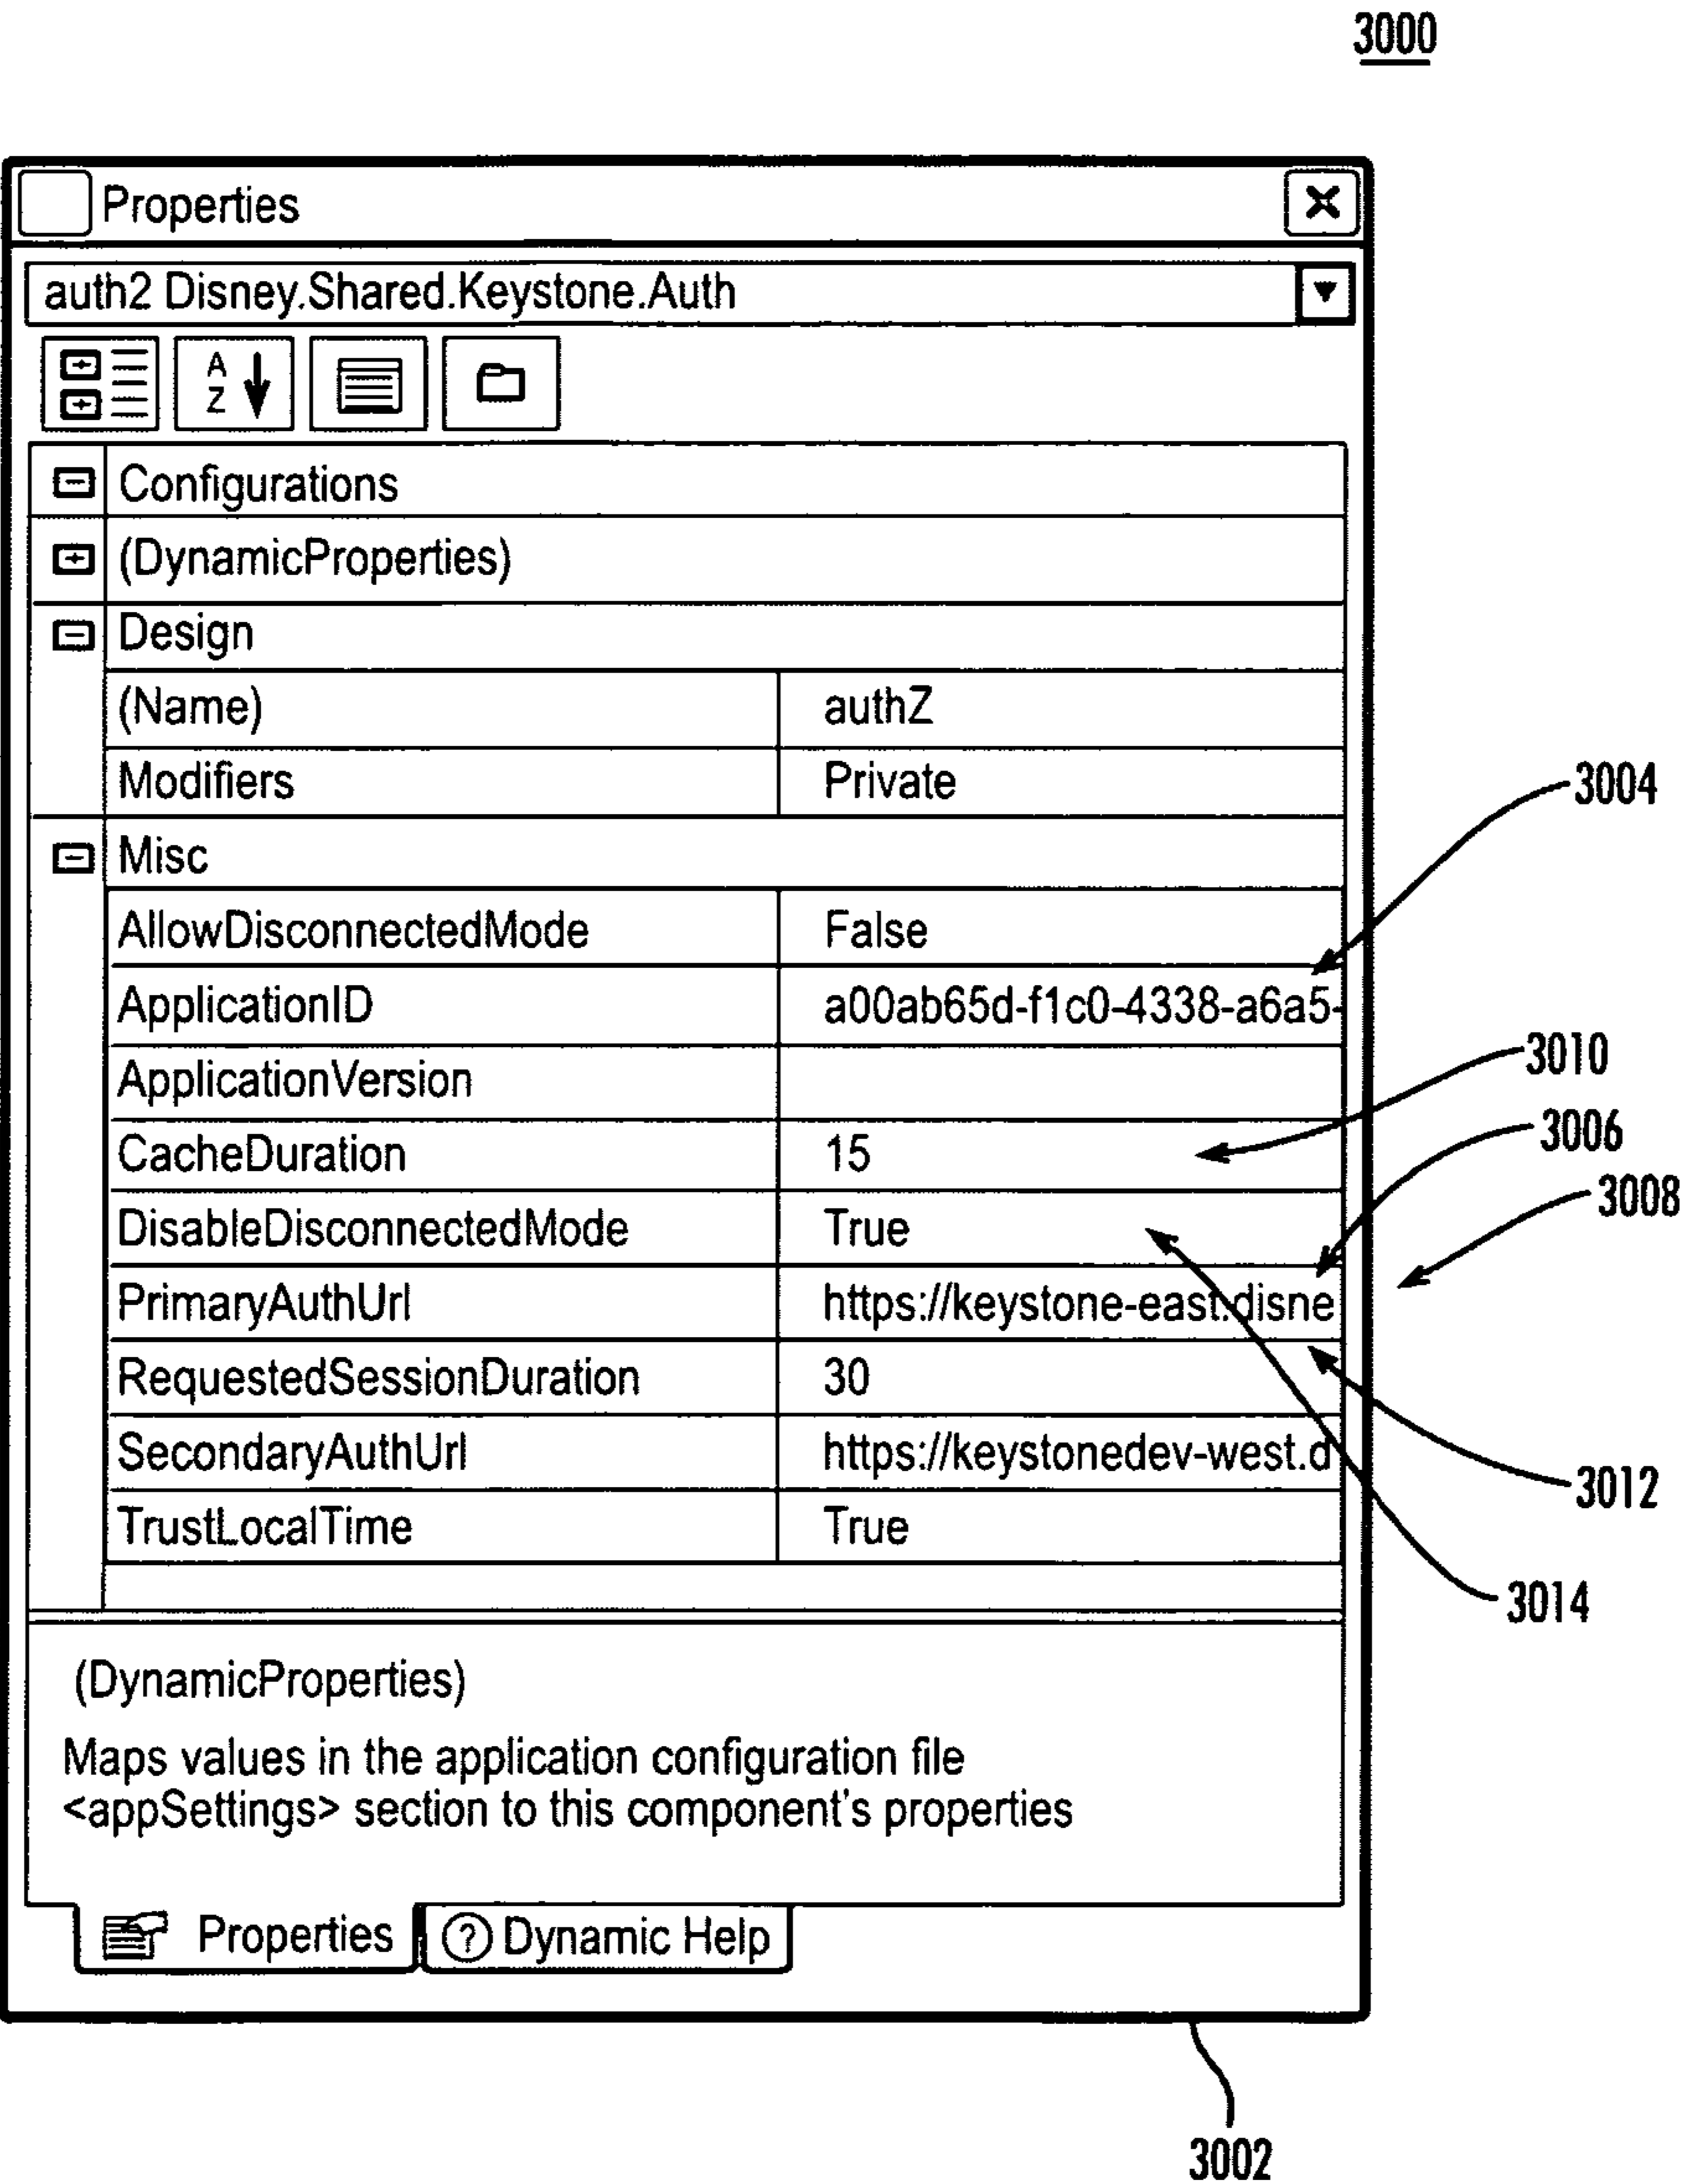 3000
Properties
auth2 Disney.Shared.Keystone.Auth
A
Z
Configurations
(DynamicProperties)
Design
(Name) authZ
Modifiers Private
3004
Misc
AllowDisconnectedMode False
ApplicationID a00ab65d-f1c0-4338-a6a5-
3010
ApplicationVersion
3006
CacheDuration 15
3008
DisableDisconnectedMode True
PrimaryAuthUrl https://keystone-east.disne
RequestedSessionDuration 30
SecondaryAuthUrl https://keystonedev-west.d
3012
TrustLocalTime True
3014
(DynamicProperties)
Maps values in the application configuration file
<appSettings> section to this component's properties
Properties ? Dynamic Help
3002